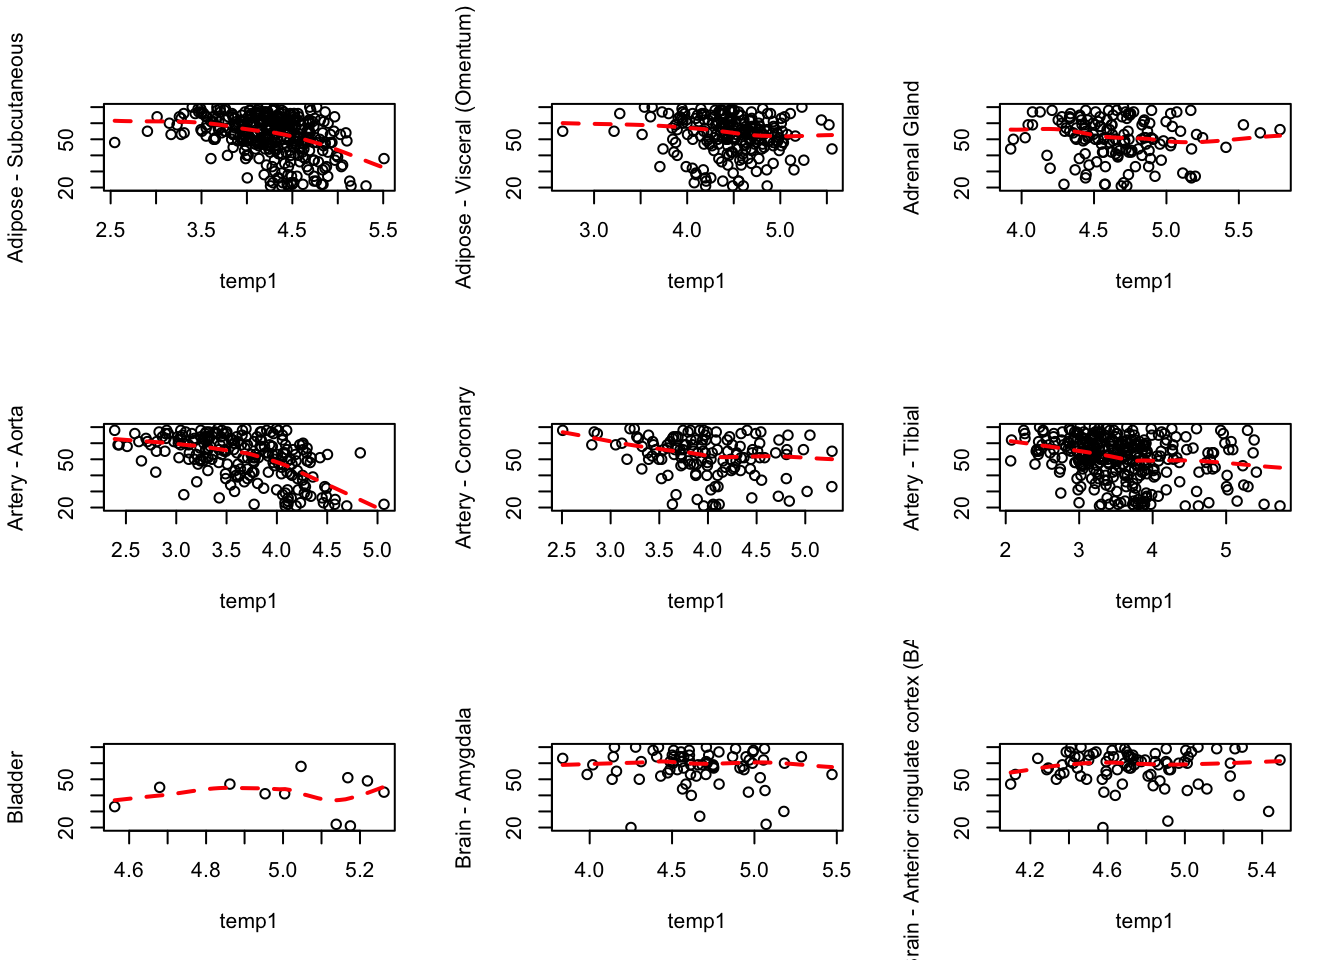 Adipose - Subcutaneous
50
20
2.5 3.5 4.5 5.5
temp1
Adipose - Visceral (Omentum)
50
20
3.0 4.0 5.0
temp1
Adrenal Gland
50
20
4.0 4.5 5.0 5.5
temp1
Artery - Aorta
50
20
2.5 3.0 3.5 4.0 4.5 5.0
temp1
Artery - Coronary
50
20
2.5 3.0 3.5 4.0 4.5 5.0
temp1
Artery - Tibial
50
20
2 3 4 5
temp1
Bladder
50
20
4.6 4.8 5.0 5.2
temp1
Brain - Amygdala
50
20
4.0 4.5 5.0 5.5
temp1
rain - Anterior cingulate cortex (BA
50
20
4.2 4.6 5.0 5.4
temp1